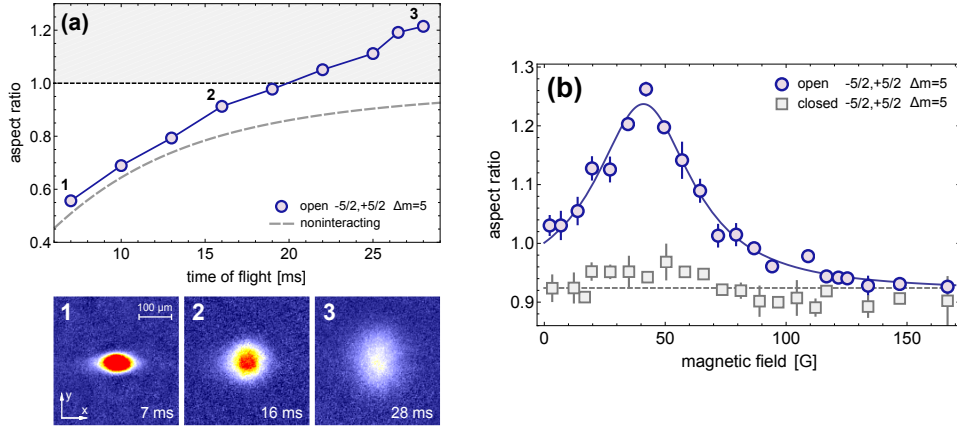 (a)
3
1.2
1.0
2
aspect ratio
0.8
1
0.6
open -5/2,+5/2 Δm=5
noninteracting
0.4
10
15
20
25
time of flight [ms]
1
100 μm
y
x
7 ms
2
16 ms
3
28 ms
1.3
(b)
open -5/2,+5/2 Δm=5
closed -5/2,+5/2 Δm=5
1.2
aspect ratio
1.1
1.0
0.9
0
50
100
150
magnetic field [G]